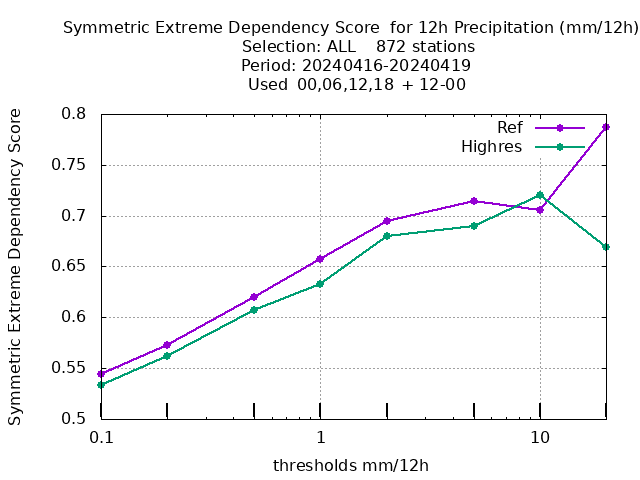 Symmetric Extreme Dependency Score  for 12h Precipitation (mm/12h)
Selection: ALL    872 stations
Period: 20240416-20240419
Used  00,06,12,18  + 12-00
Symmetric Extreme Dependency Score
0.8
0.75
0.7
0.65
0.6
0.55
0.5
Ref
Highres
0.1
1
10
thresholds mm/12h